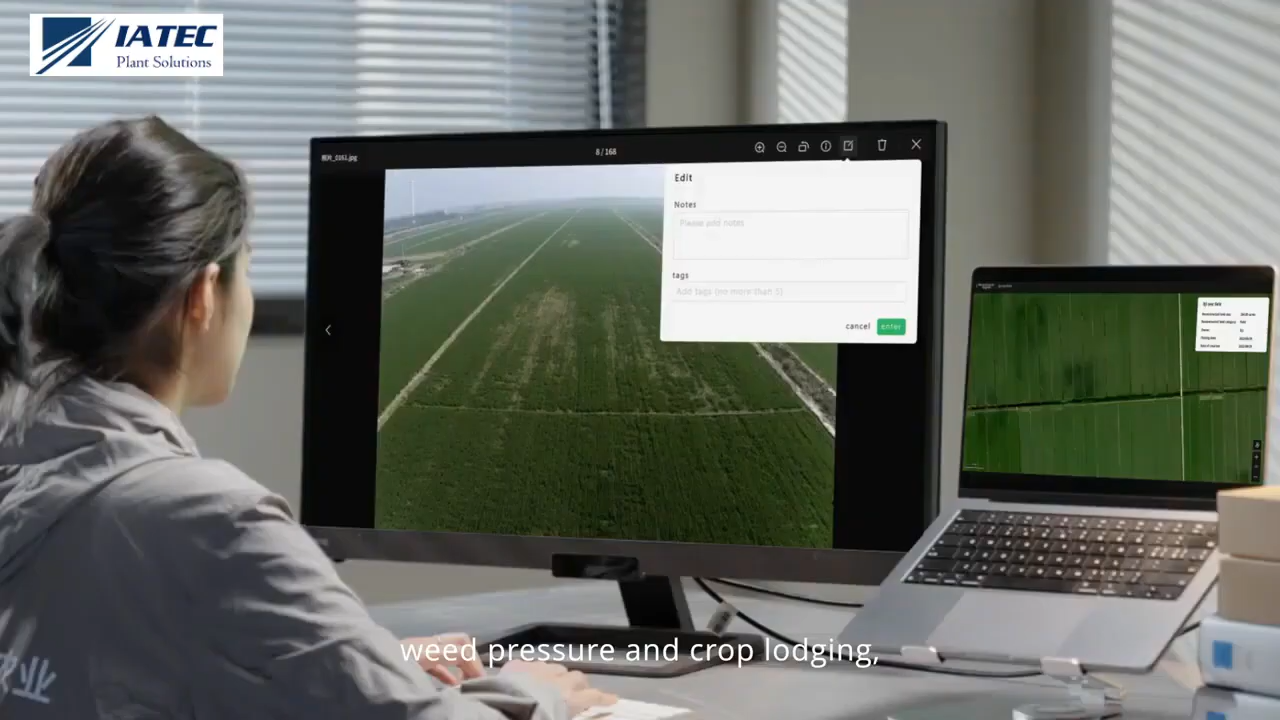 IATEC
Plant Solutions
8 / 168
Edit
Notes
Please add notes
tags
Add tags (no more than 5)
cancel
enter
weed pressure and crop lodging,